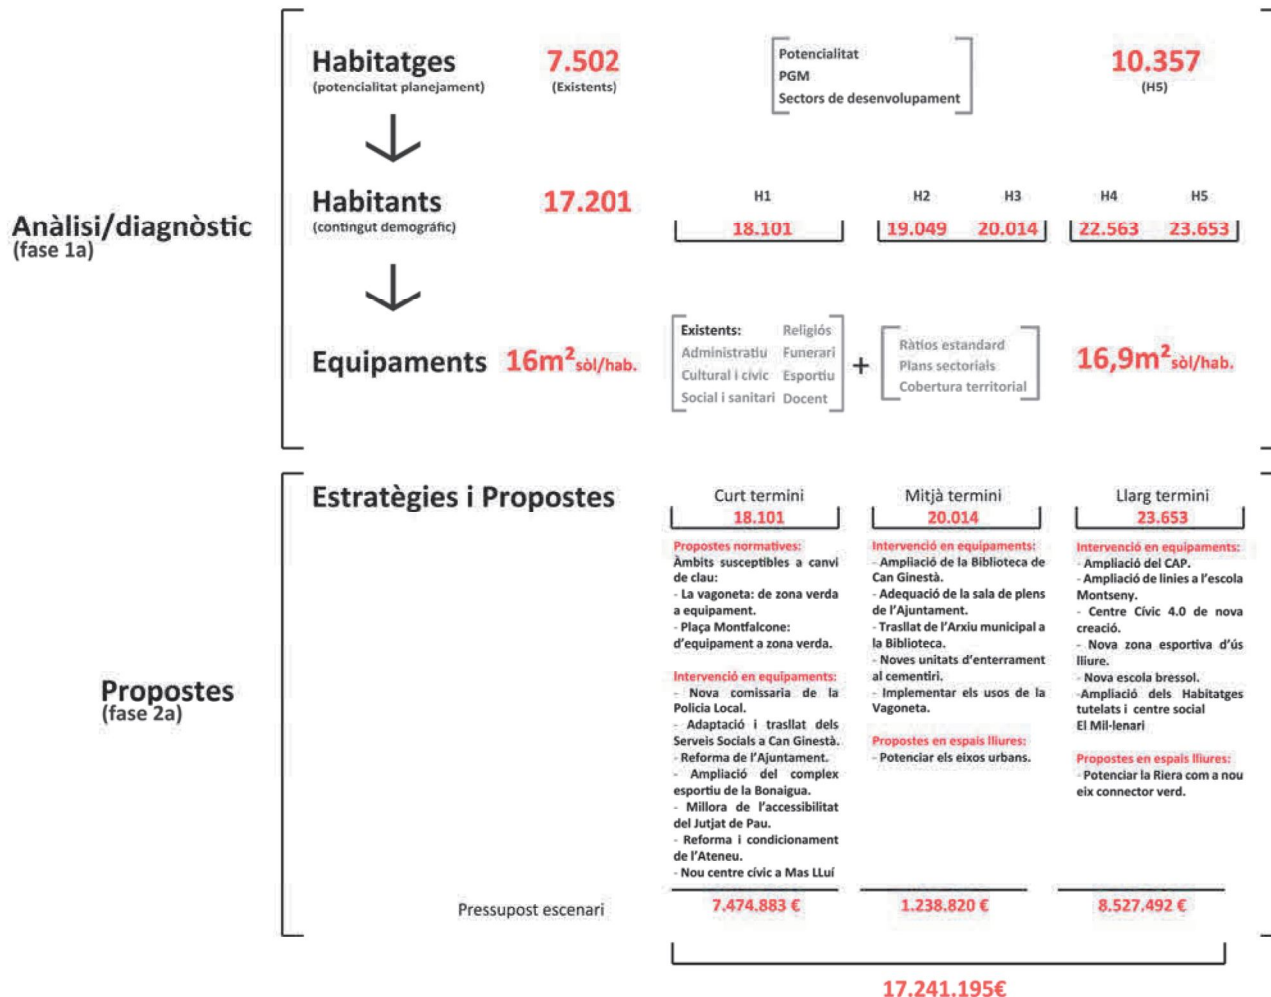 Anàlisi/diagnòstic
(fase 1a)
Habitatges
(potencialitat planejament)
7.502
(Existents)
Potencialitat
PGM
Sectors de desenvolupament
10.357
(H5)
Habitants
(contingut demogràfic)
17.201
H1
18.101
H2 H3
19.049 20.014
H4 H5
22.563 23.653
Equipaments
16m² sòl/hab.
Existents: Religiós
Administratiu Funerari
Cultural i cívic Esportiu
Social i sanitari Docent
+
Ràtios estandard
Plans sectorials
Cobertura territorial
16,9m² sòl/hab.
Propostes
(fase 2a)
Estratègies i Propostes
Curt termini
18.101
Propostes normatives:
Àmbits susceptibles a canvi
de clau:
- La vagoneta: de zona verda
a equipament.
- Plaça Montfalcone:
d'equipament a zona verda.
Intervenció en equipaments:
- Nova comissaria de la
Policia Local.
- Adaptació i trasllat dels
Serveis Socials a Can Ginestà.
- Reforma de l'Ajuntament.
- Ampliació del complex
esportiu de la Bonaigua.
- Millora de l'accessibilitat
del Jutjat de Pau.
- Reforma i condicionament
de l'Ateneu.
- Nou centre cívic a Mas LLuí
Mitjà termini
20.014
Intervenció en equipaments:
- Ampliació de la Biblioteca de
Can Ginestà.
- Adequació de la sala de plens
de l'Ajuntament.
- Trasllat de l'Arxiu municipal a
la Biblioteca.
- Noves unitats d'enterrament
al cementiri.
- Implementar els usos de la
Vagoneta.
Propostes en espais lliures:
- Potenciar els eixos urbans.
Llarg termini
23.653
Intervenció en equipaments:
- Ampliació del CAP.
- Ampliació de linies a l'escola
Montseny.
- Centre Cívic 4.0 de nova
creació.
- Nova zona esportiva d'ús
lliure.
- Nova escola bressol.
-Ampliació dels Habitatges
tutelats i centre social
El Mil-lenari
Propostes en espais lliures:
- Potenciar la Riera com a nou
eix connector verd.
Pressupost escenari
7.474.883 €
1.238.820 €
8.527.492 €
17.241.195€